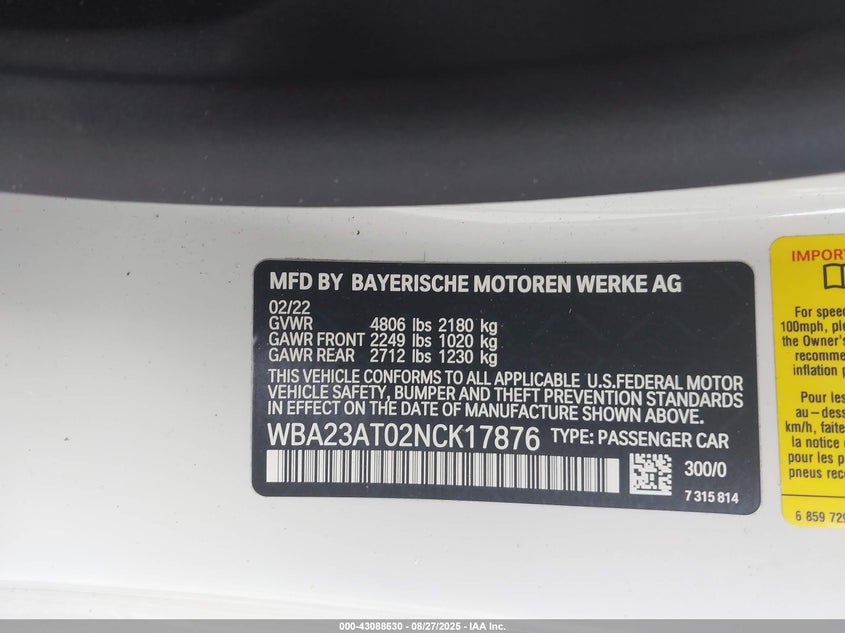 MFD BY BAYERISCHE MOTOREN WERKE AG
02/22
GVWR 4806 lbs 2180 kg
GAWR FRONT 2249 lbs 1020 kg
GAWR REAR 2712 lbs 1230 kg
THIS VEHICLE CONFORMS TO ALL APPLICABLE U.S.FEDERAL MOTOR
VEHICLE SAFETY, BUMPER AND THEFT PREVENTION STANDARDS
IN EFFECT ON THE DATE OF MANUFACTURE SHOWN ABOVE.
WBA23AT02NCK17876 TYPE: PASSENGER CAR
300/0
7 315 814
IMPORT
For speed
100mph, ple
the Owner's
recomme
inflation p
Pour les
au–dess
km/h, faite
la notice
pour les p
pneus reco
6 859 729
000-43088630 - 08/27/2025 - IAA Inc.